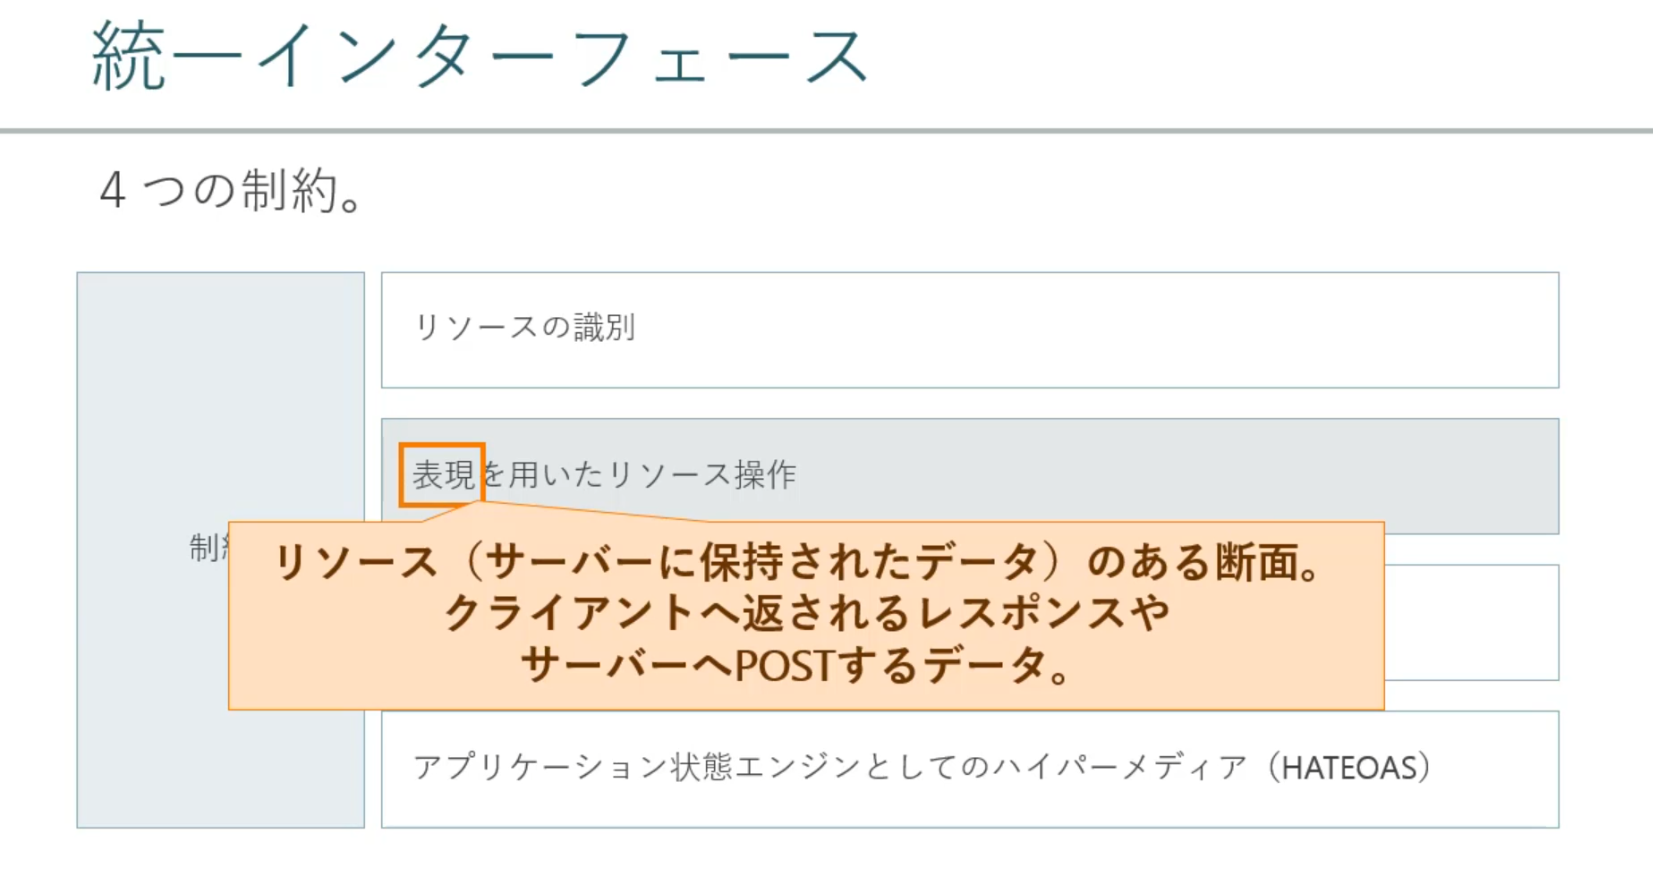 統一インターフェース
4 つの制約。
リソースの識別
表現を用いたリソース操作
リソース（サーバーに保持されたデータ）のある断面。
クライアントへ返されるレスポンスや
サーバーへPOSTするデータ。
アプリケーション状態エンジンとしてのハイパーメディア（HATEOAS）